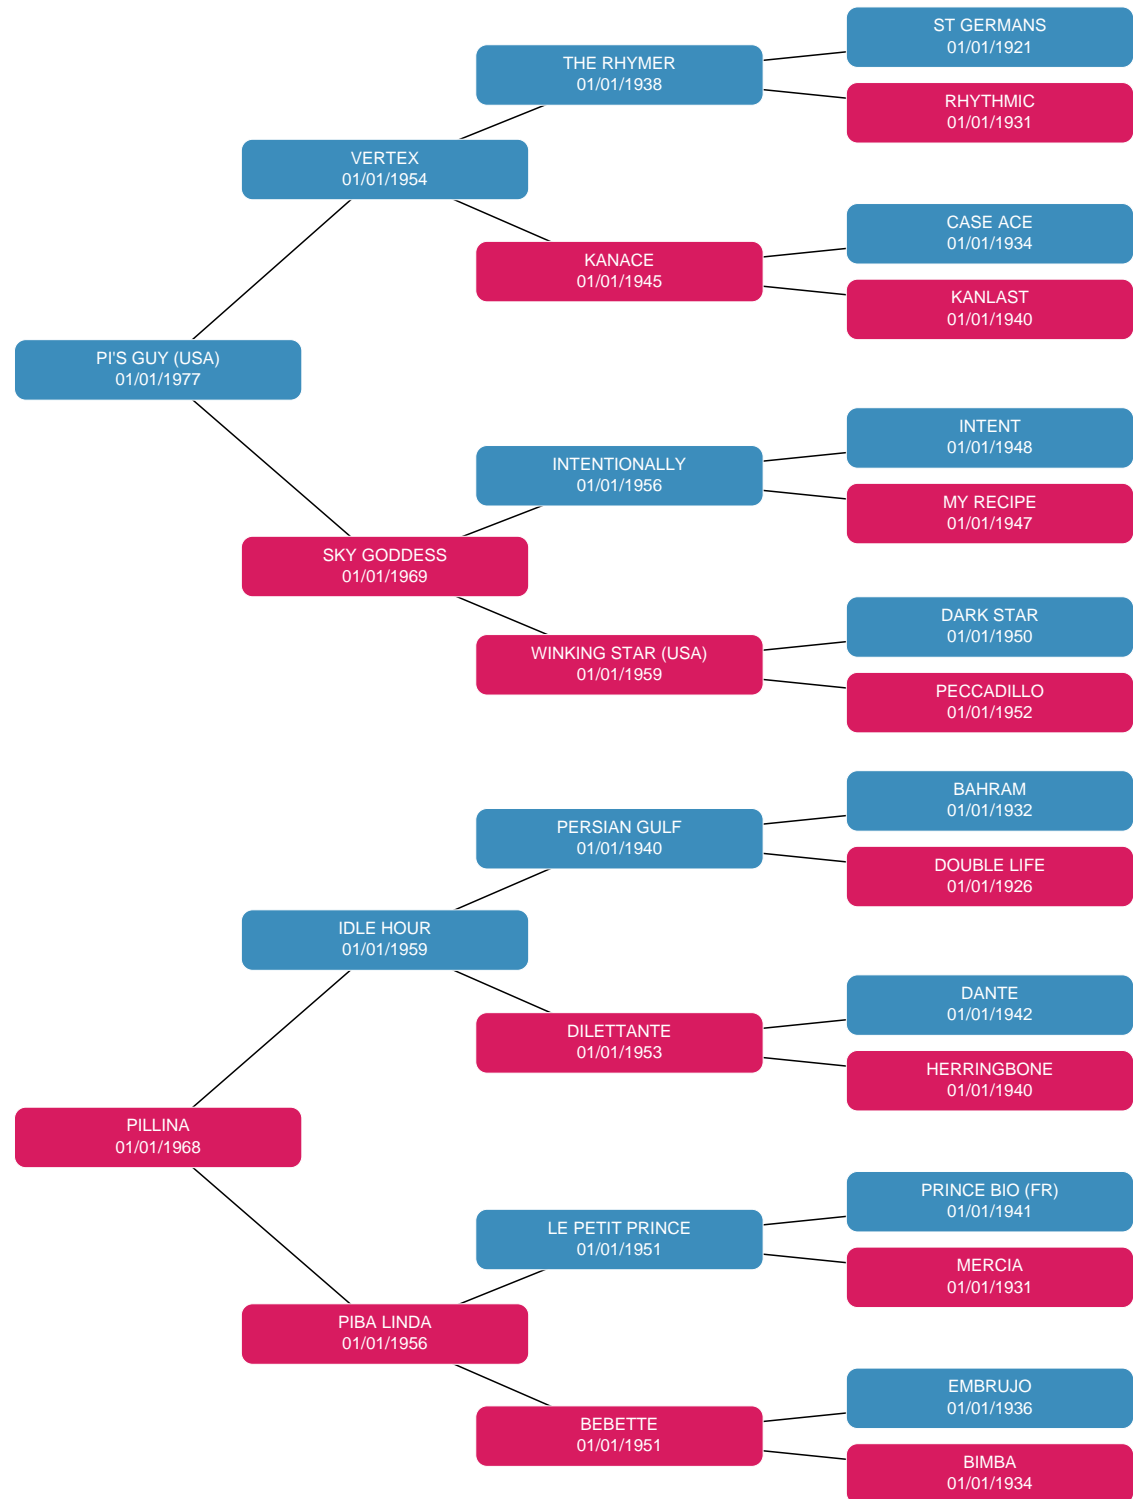 ST GERMANS
01/01/1921
THE RHYMER
01/01/1938
RHYTHMIC
01/01/1931
VERTEX
01/01/1954
CASE ACE
01/01/1934
KANACE
01/01/1945
KANLAST
01/01/1940
PI'S GUY (USA)
01/01/1977
INTENT
01/01/1948
INTENTIONALLY
01/01/1956
MY RECIPE
01/01/1947
SKY GODDESS
01/01/1969
DARK STAR
01/01/1950
WINKING STAR (USA)
01/01/1959
PECCADILLO
01/01/1952
BAHRAM
01/01/1932
PERSIAN GULF
01/01/1940
DOUBLE LIFE
01/01/1926
IDLE HOUR
01/01/1959
DANTE
01/01/1942
DILETTANTE
01/01/1953
HERRINGBONE
01/01/1940
PILLINA
01/01/1968
PRINCE BIO (FR)
01/01/1941
LE PETIT PRINCE
01/01/1951
MERCIA
01/01/1931
PIBA LINDA
01/01/1956
EMBRUJO
01/01/1936
BEBETTE
01/01/1951
BIMBA
01/01/1934